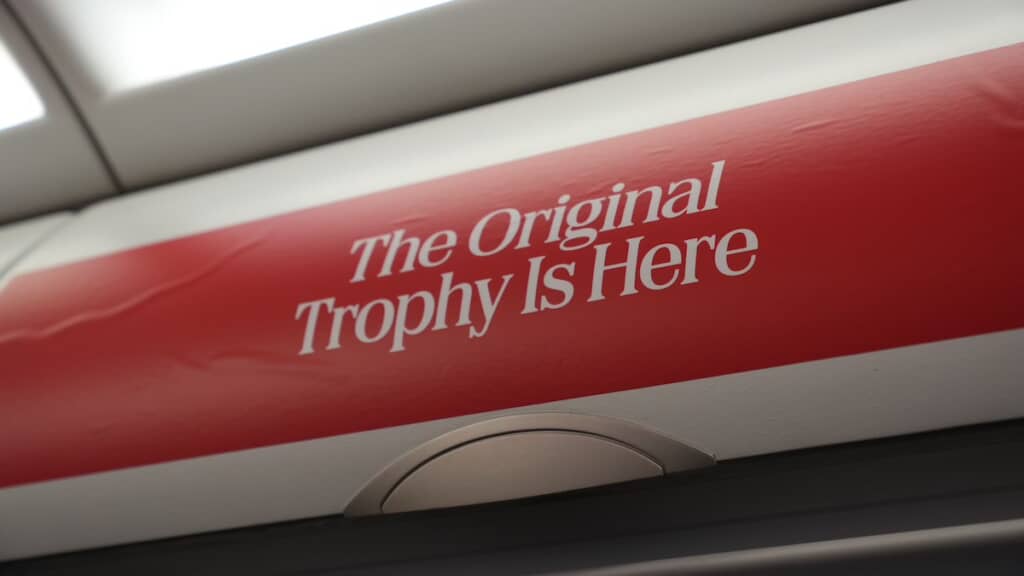 The Original
Trophy Is Here